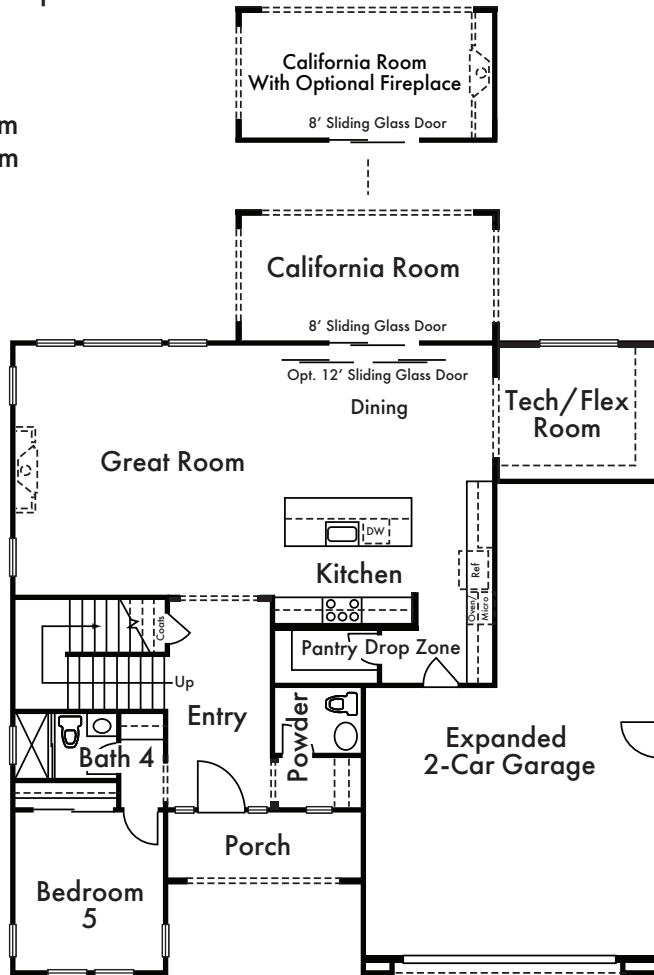 m
m
California Room
With Optional Fireplace
8' Sliding Glass Door
California Room
8' Sliding Glass Door
Opt. 12' Sliding Glass Door
Dining
Tech/Flex
Room
Great Room
DW
Kitchen
Ref
Oven/
Micro
Coats
Pantry
Drop Zone
Up
Entry
Powder
Bath 4
Expanded
2-Car Garage
Porch
Bedroom
5